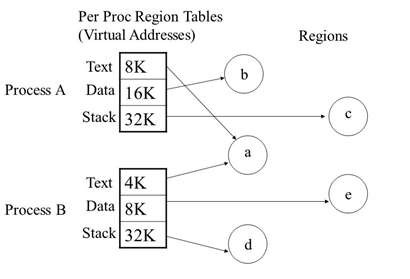 Per Proc Region Tables
(Virtual Addresses)
Regions
Process A
Text 8K
Data 16K
Stack 32K
b
c
a
Process B
Text 4K
Data 8K
Stack 32K
e
d